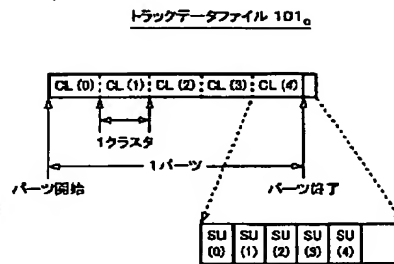 トラックデータファイル 101a
CL (0) CL (1) CL (2) CL (3) CL (4)
1クラスタ
1パーツ
パーツ開始 パーツ終了
SU SU SU SU SU
(0) (1) (2) (3) (4)